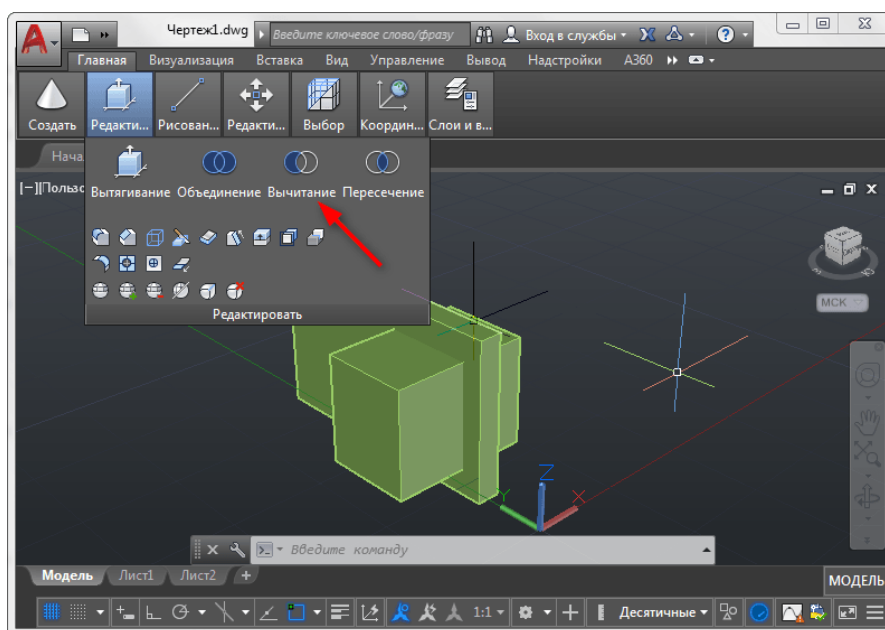 Чертеж1.dwg Введите ключевое слово/фразу Вход в службы
Главная Визуализация Вставка Вид Управление Вывод Надстройки A360
Создать Редакти... Рисован... Редакти... Выбор Координ... Слои и в...
Нача
[−][Пользо
Вытягивание Объединение Вычитание Пересечение
МСК
Редактировать
Z
Y X
Введите команду
Модель Лист1 Лист2 +
МОДЕЛЬ
1:1 Десятичные